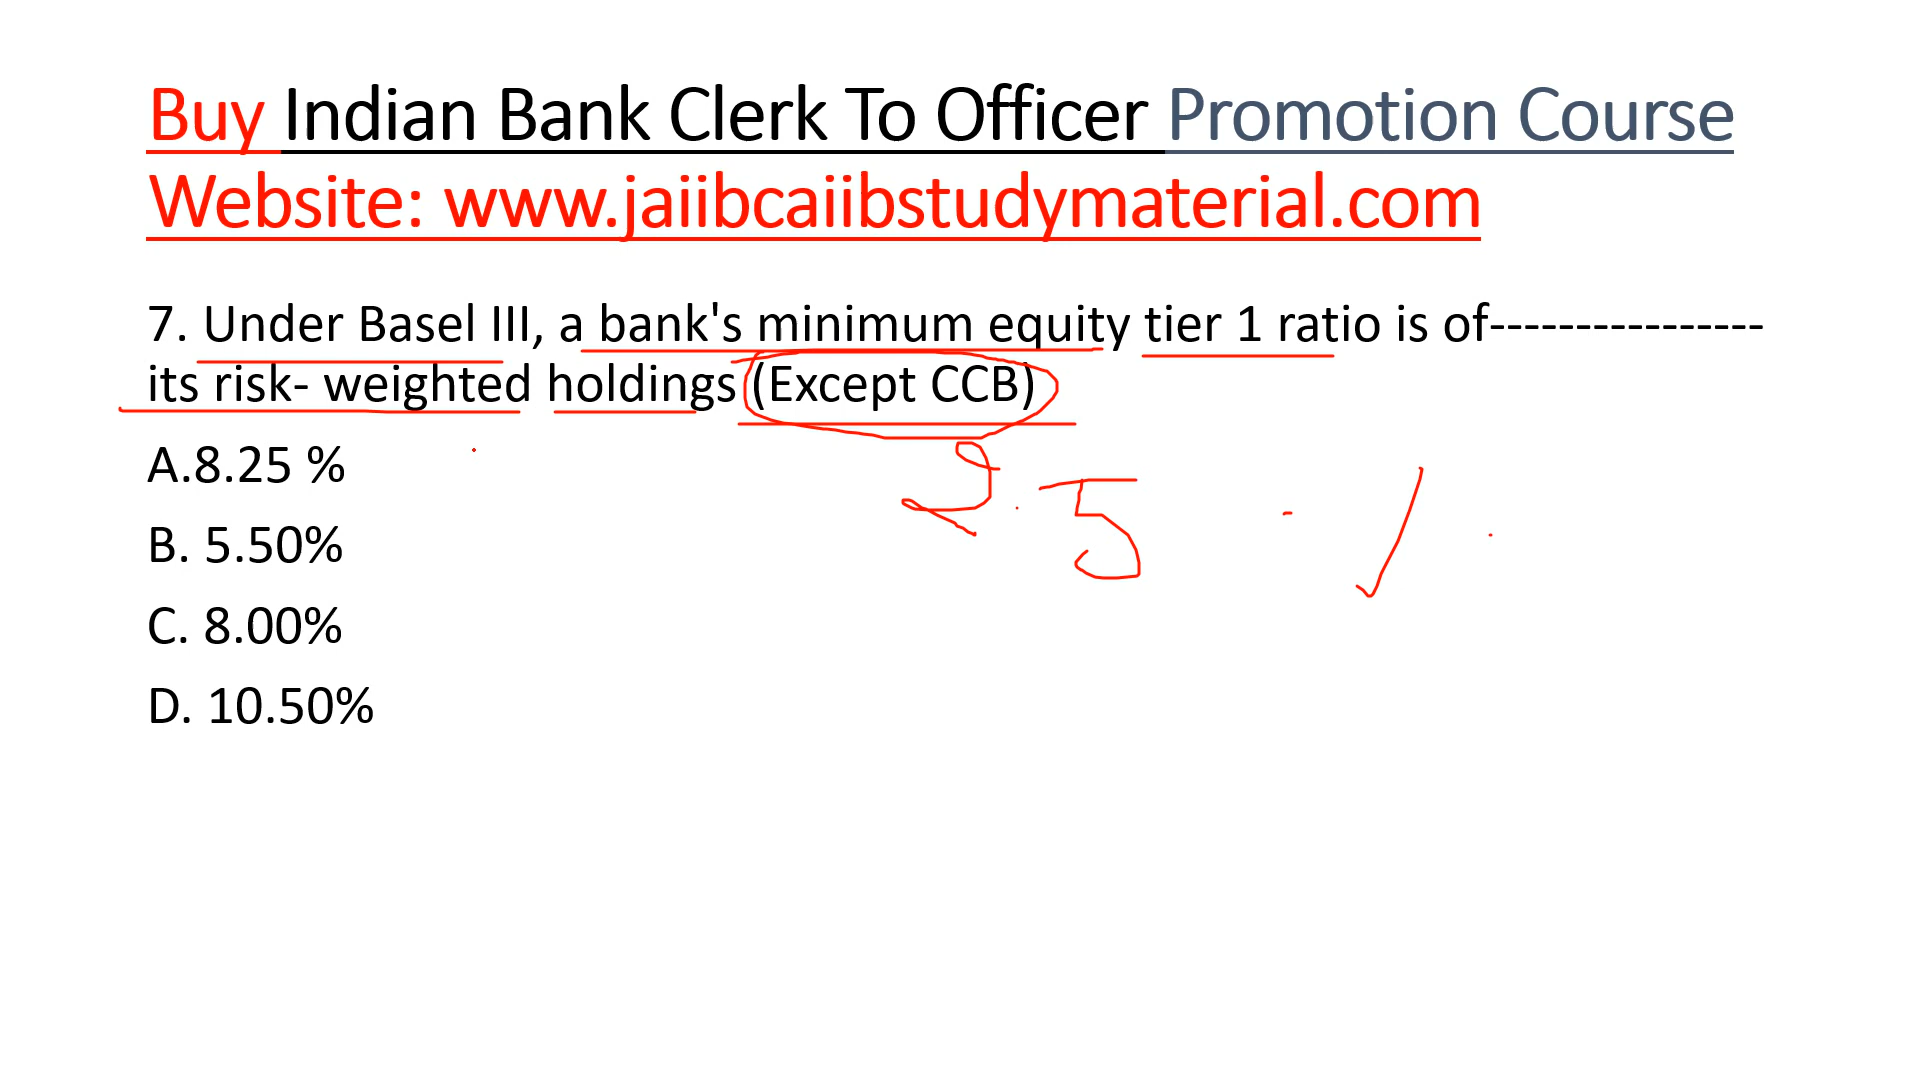 Buy Indian Bank Clerk To Officer Promotion Course
Website: www.jaiibcaiibstudymaterial.com
7. Under Basel III, a bank's minimum equity tier 1 ratio is of----------------
its risk- weighted holdings (Except CCB)
A.8.25 %
B. 5.50%
C. 8.00%
D. 10.50%